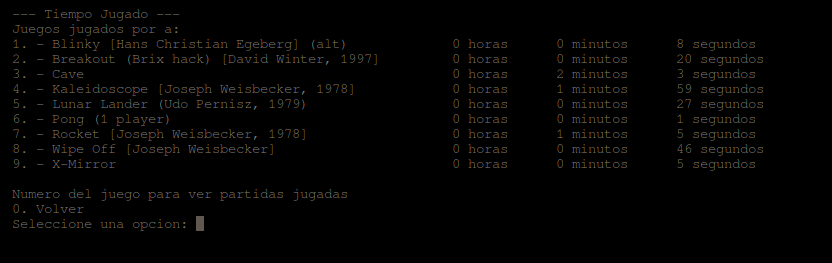 --- Tiempo Jugado ---
Juegos jugados por a:
1. - Blinky [Hans Christian Egeberg] (alt) 0 horas 0 minutos 8 segundos
2. - Breakout (Brix hack) [David Winter, 1997] 0 horas 0 minutos 20 segundos
3. - Cave 0 horas 2 minutos 3 segundos
4. - Kaleidoscope [Joseph Weisbecker, 1978] 0 horas 1 minutos 59 segundos
5. - Lunar Lander (Udo Pernisz, 1979) 0 horas 0 minutos 27 segundos
6. - Pong (1 player) 0 horas 0 minutos 1 segundos
7. - Rocket [Joseph Weisbecker, 1978] 0 horas 1 minutos 5 segundos
8. - Wipe Off [Joseph Weisbecker] 0 horas 0 minutos 46 segundos
9. - X-Mirror 0 horas 0 minutos 5 segundos
Numero del juego para ver partidas jugadas
0. Volver
Seleccione una opcion: